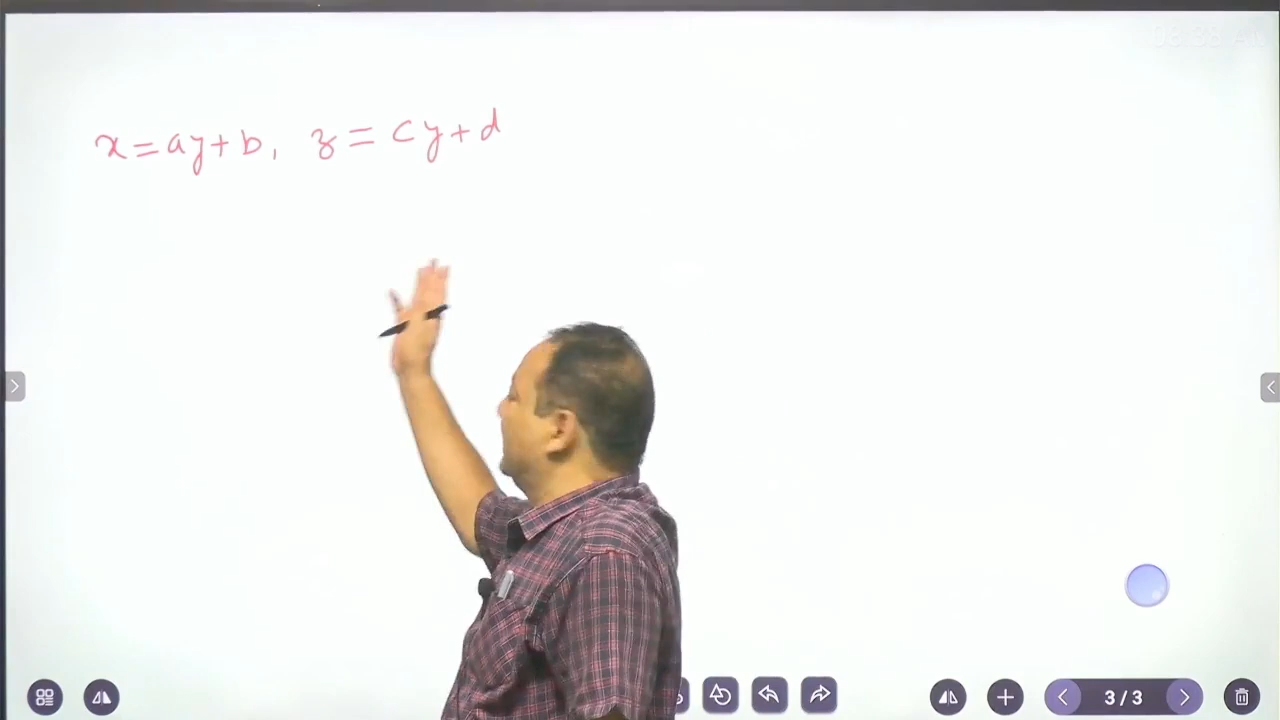 x = ay + b, z = cy + d
3 / 3